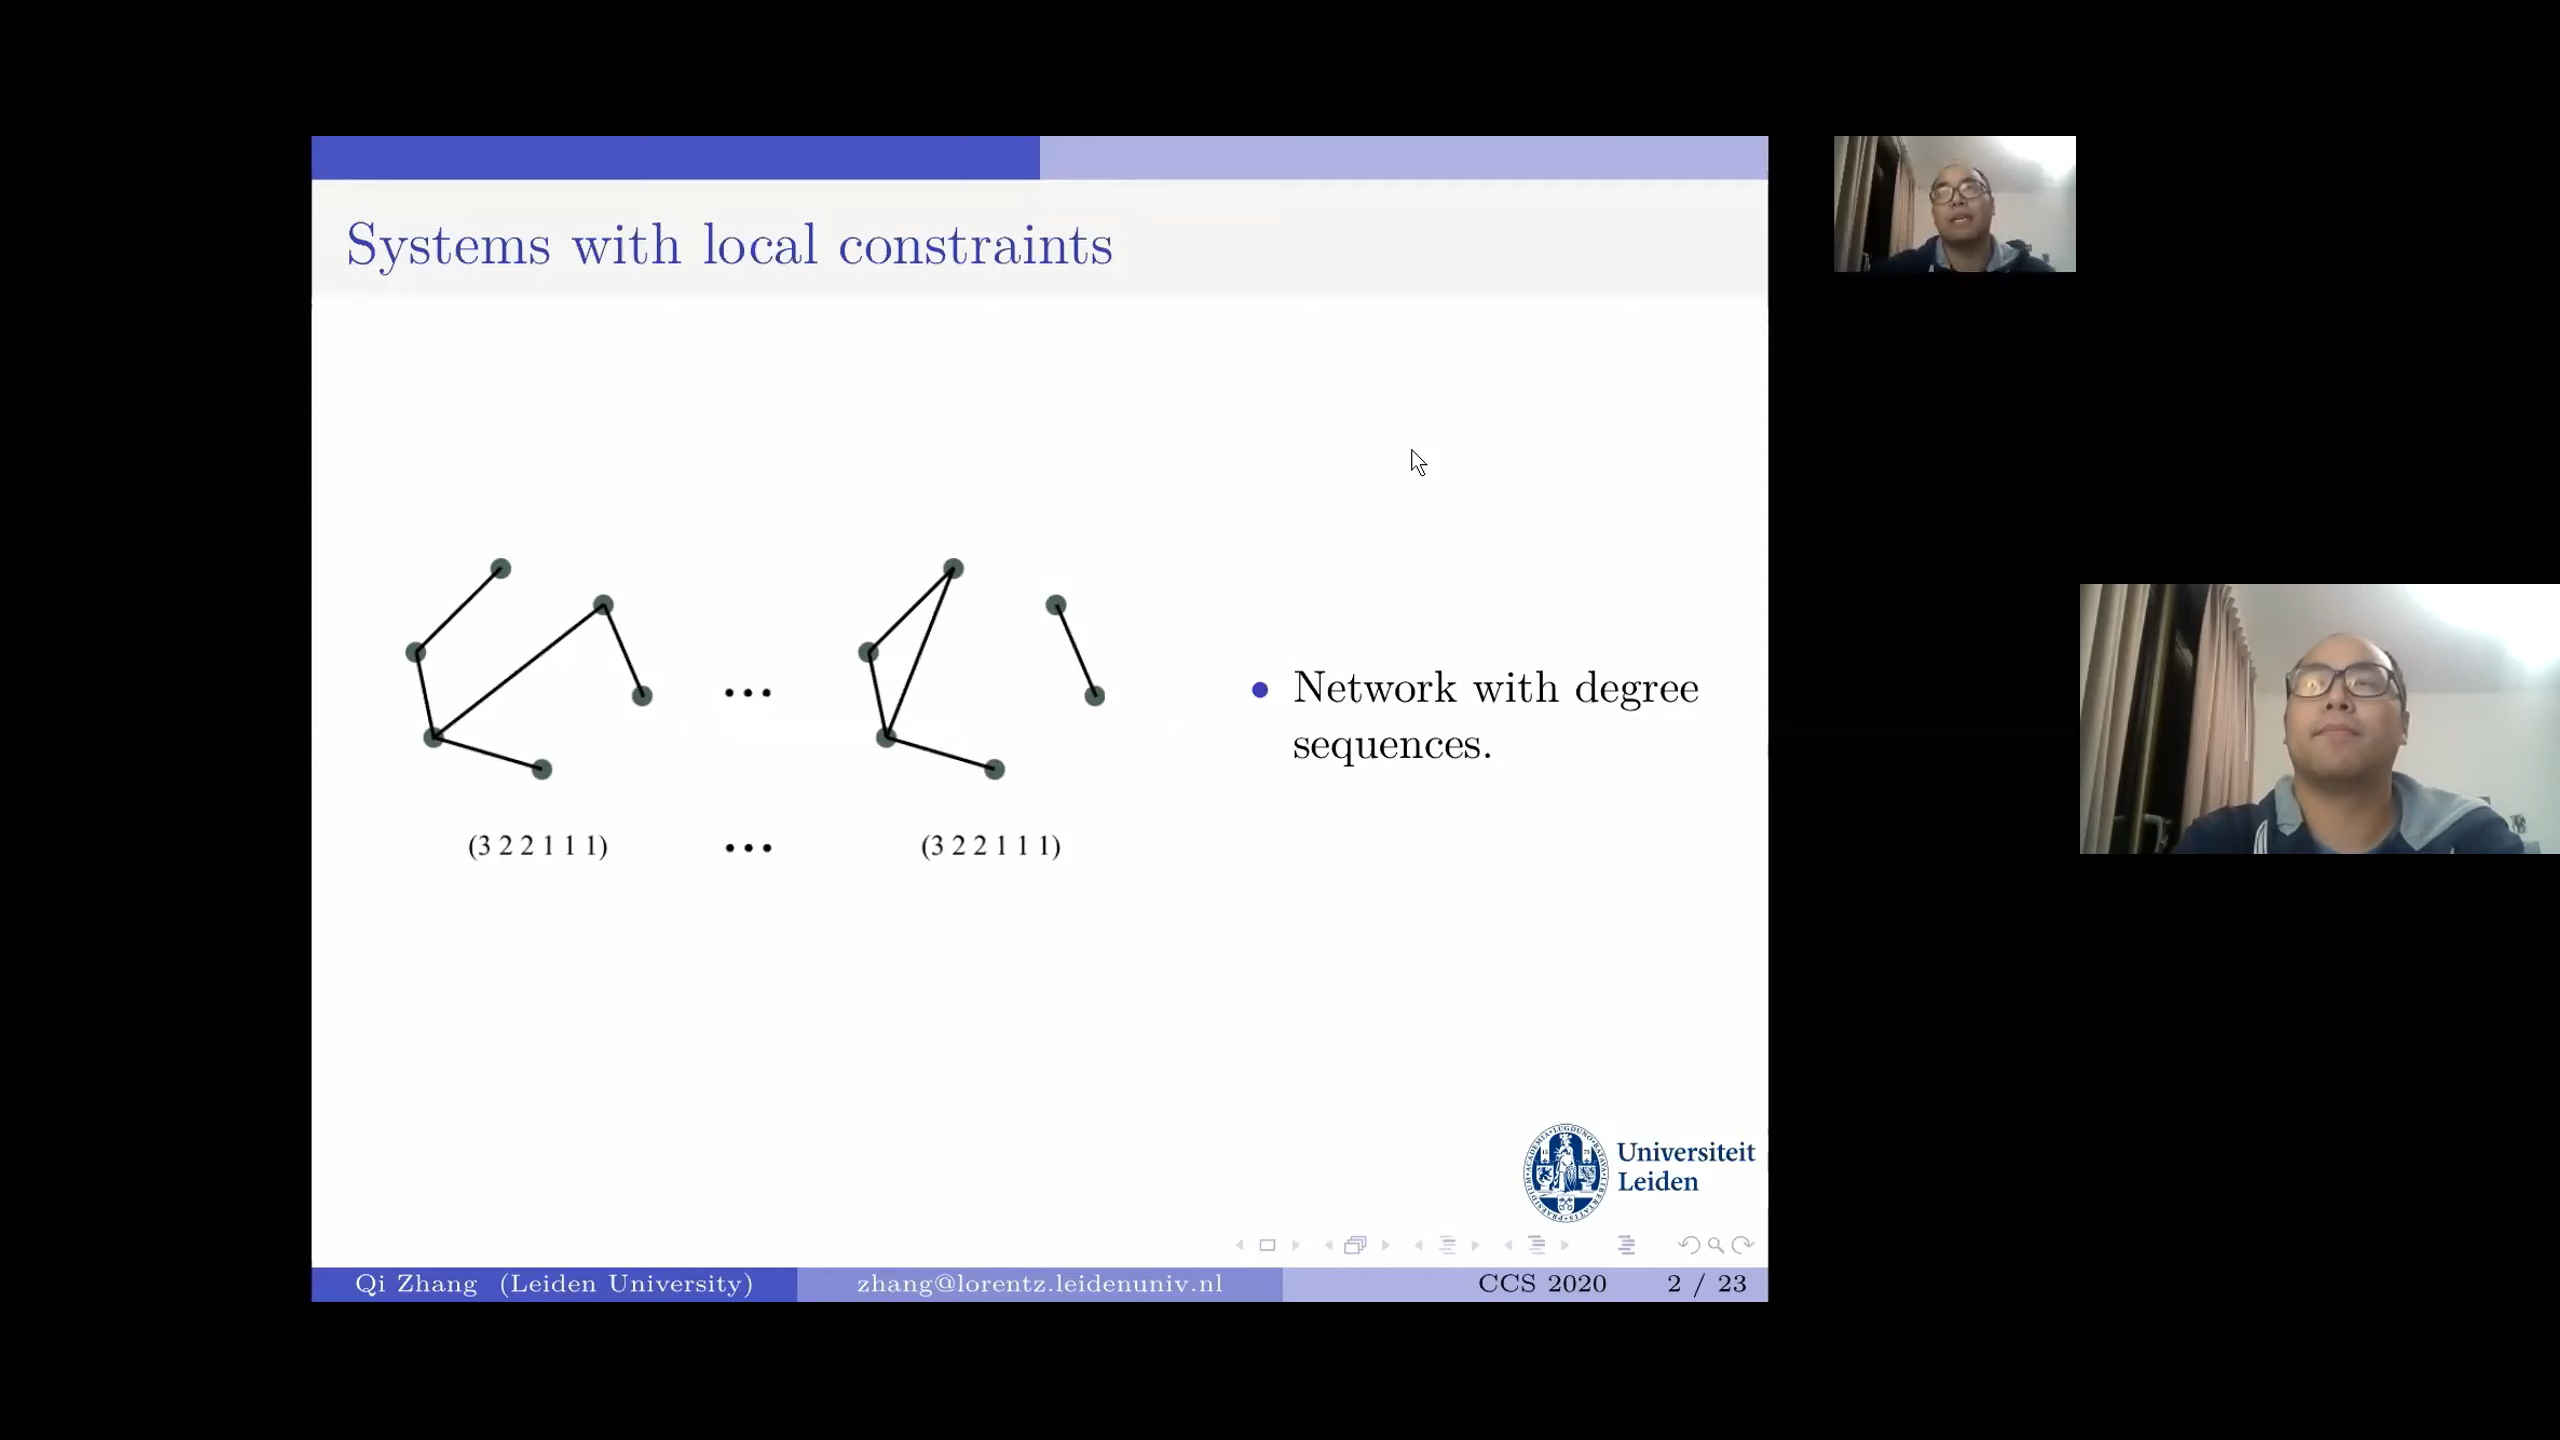 Systems with local constraints
• • •
(3 2 2 1 1 1)
• • •
(3 2 2 1 1 1)
• Network with degree
sequences.
Universiteit
Leiden
Qi Zhang (Leiden University)
zhang@lorentz.leidenuniv.nl
CCS 2020
2 / 23